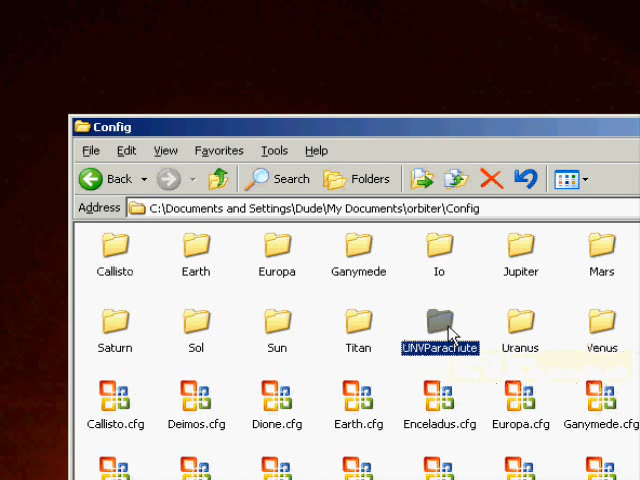 Config
File Edit View Favorites Tools Help
Back Search Folders
Address C:\Documents and Settings\Dude\My Documents\orbiter\Config
Callisto Earth Europa Ganymede Io Jupiter Mars
Saturn Sol Sun Titan UNVParachute Uranus Venus
Callisto.cfg Deimos.cfg Dione.cfg Earth.cfg Enceladus.cfg Europa.cfg Ganymede.cfg